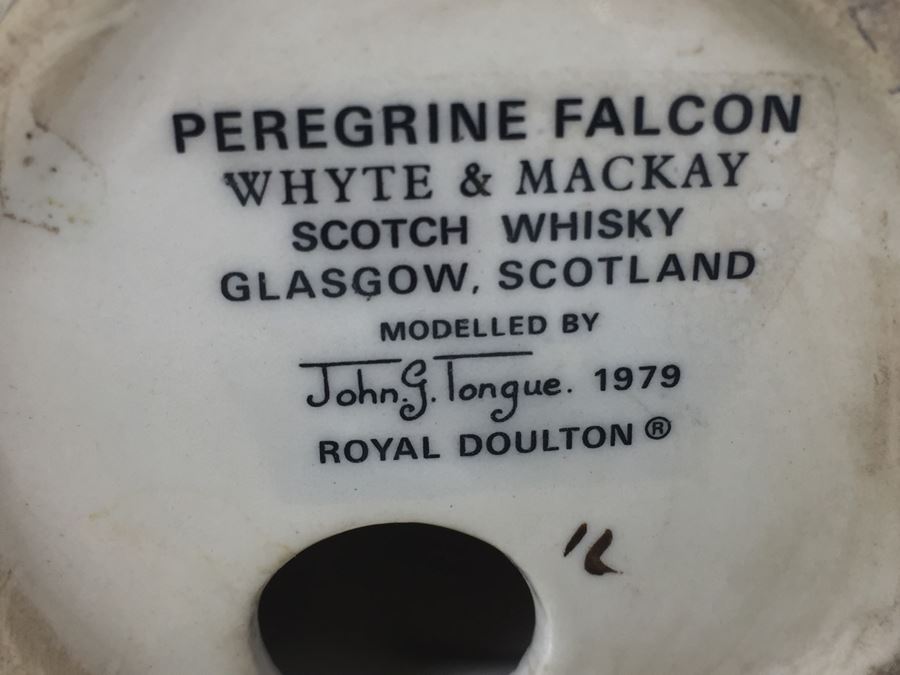 PEREGRINE FALCON
WHYTE & MACKAY
SCOTCH WHISKY
GLASGOW, SCOTLAND
MODELLED BY
John.G.Tongue. 1979
ROYAL DOULTON ®